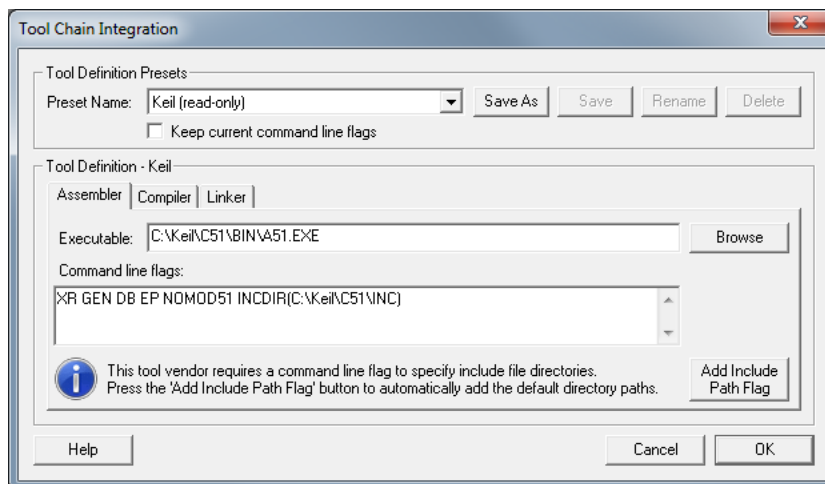 Tool Chain Integration
Tool Definition Presets
Preset Name: Keil (read-only) Save As Save Rename Delete
Keep current command line flags
Tool Definition - Keil
Assembler Compiler Linker
Executable: C:\Keil\C51\BIN\A51.EXE Browse
Command line flags:
XR GEN DB EP NOMOD51 INCDIR(C:\Keil\C51\INC)
This tool vendor requires a command line flag to specify include file directories.
Press the 'Add Include Path Flag' button to automatically add the default directory paths.
Add Include
Path Flag
Help Cancel OK